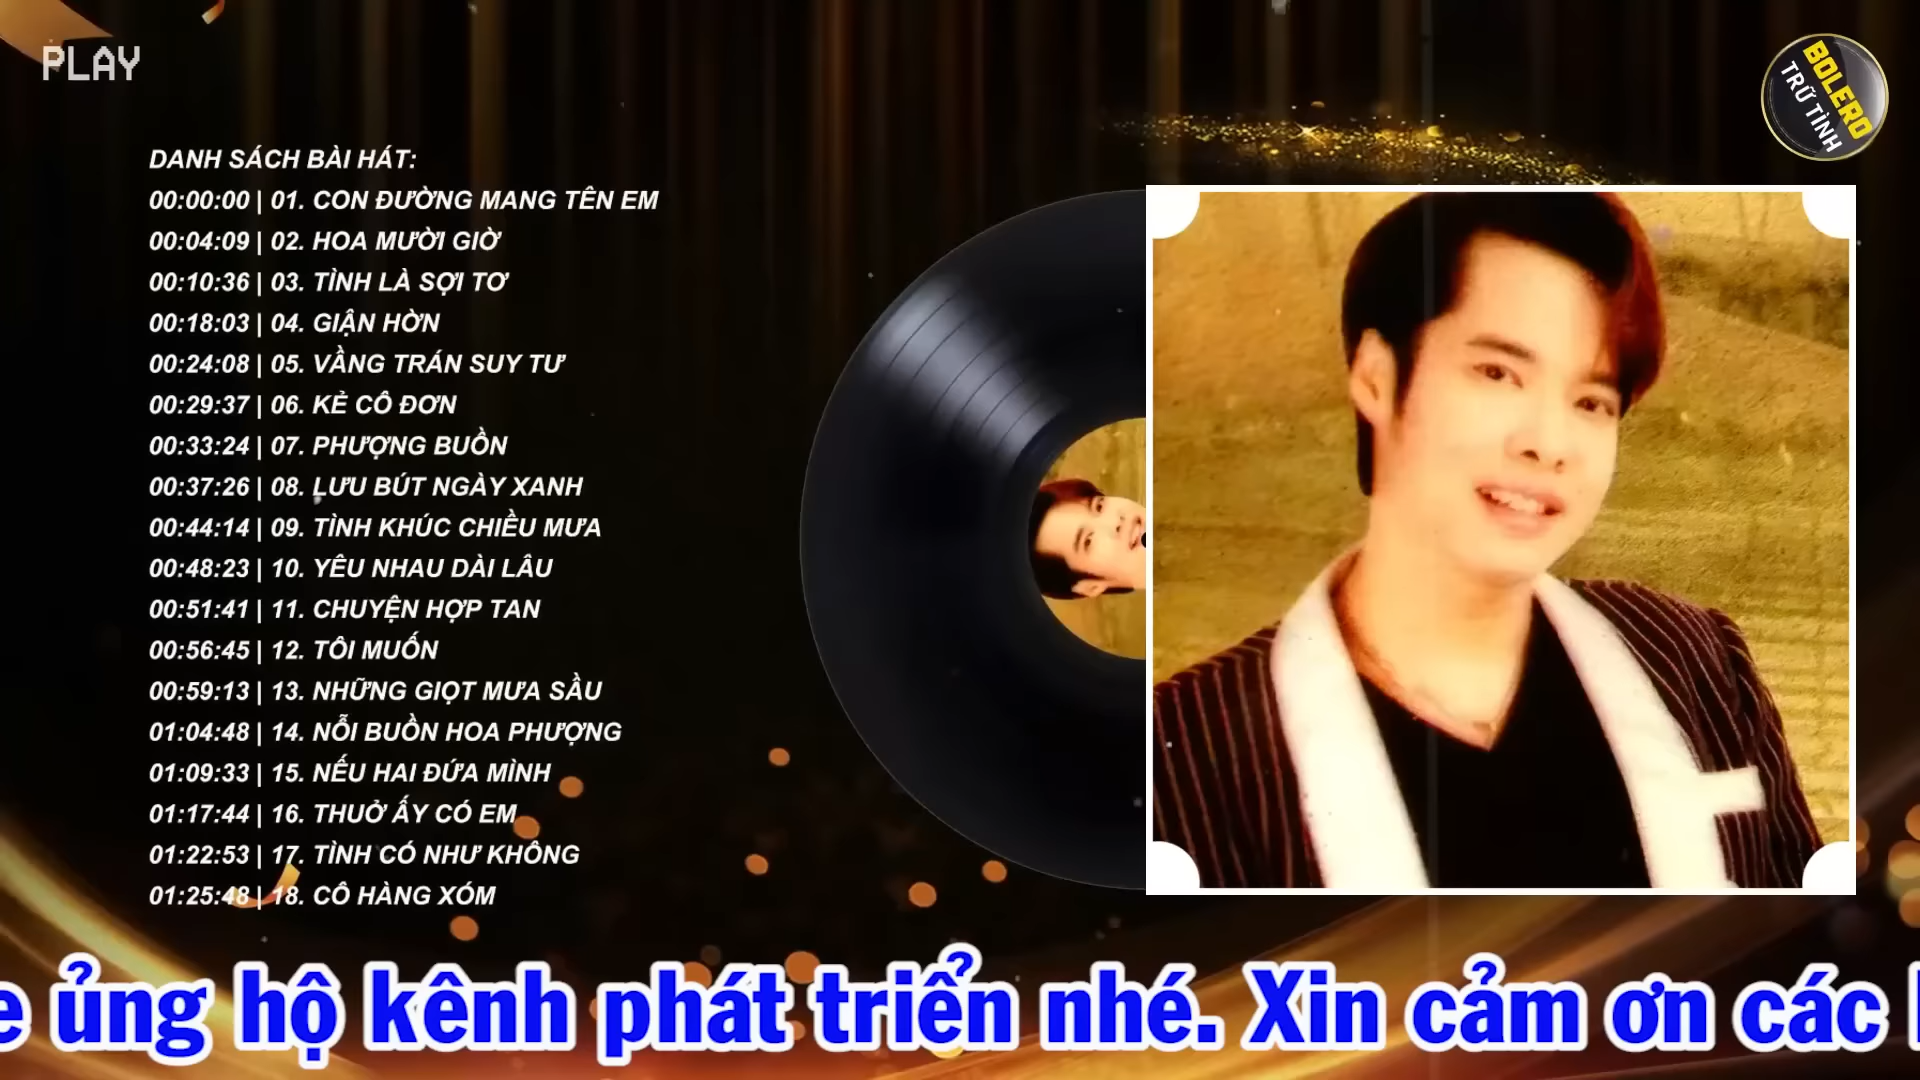 PLAY
BOLERO
TRỮ TÌNH
DANH SÁCH BÀI HÁT:
00:00:00 | 01. CON ĐƯỜNG MANG TÊN EM
00:04:09 | 02. HOA MƯỜI GIỜ
00:10:36 | 03. TÌNH LÀ SỢI TƠ
00:18:03 | 04. GIẬN HỜN
00:24:08 | 05. VẦNG TRÁN SUY TƯ
00:29:37 | 06. KẺ CÔ ĐƠN
00:33:24 | 07. PHƯỢNG BUỒN
00:37:26 | 08. LƯU BÚT NGÀY XANH
00:44:14 | 09. TÌNH KHÚC CHIỀU MƯA
00:48:23 | 10. YÊU NHAU DÀI LÂU
00:51:41 | 11. CHUYỆN HỢP TAN
00:56:45 | 12. TÔI MUỐN
00:59:13 | 13. NHỮNG GIỌT MƯA SẦU
01:04:48 | 14. NỖI BUỒN HOA PHƯỢNG
01:09:33 | 15. NẾU HAI ĐỨA MÌNH
01:17:44 | 16. THUỞ ẤY CÓ EM
01:22:53 | 17. TÌNH CÓ NHƯ KHÔNG
01:25:48 | 18. CÔ HÀNG XÓM
ủng hộ kênh phát triển nhé. Xin cảm ơn các